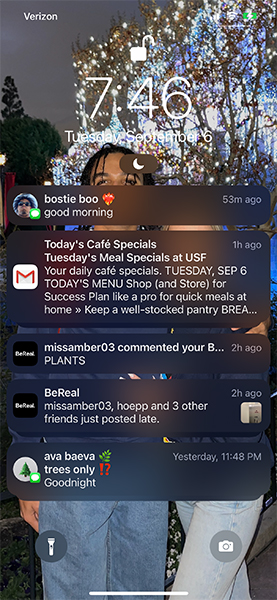 Verizon
7:46
Tuesday, September 6
bostie boo ❤️‍🔥 53m ago
good morning
Today's Café Specials 1h ago
Tuesday's Meal Specials at USF
Your daily café specials. TUESDAY, SEP 6
TODAY'S MENU Shop (and Store) for
Success Plan like a pro for quick meals at
home » Keep a well-stocked pantry BREA...
BeReal.
missamber03 commented your B... 2h ago
PLANTS
BeReal.
BeReal 2h ago
missamber03, hoepp and 3 other
friends just posted late.
ava baeva 🌿 Yesterday, 11:48 PM
trees only ⁉️
Goodnight